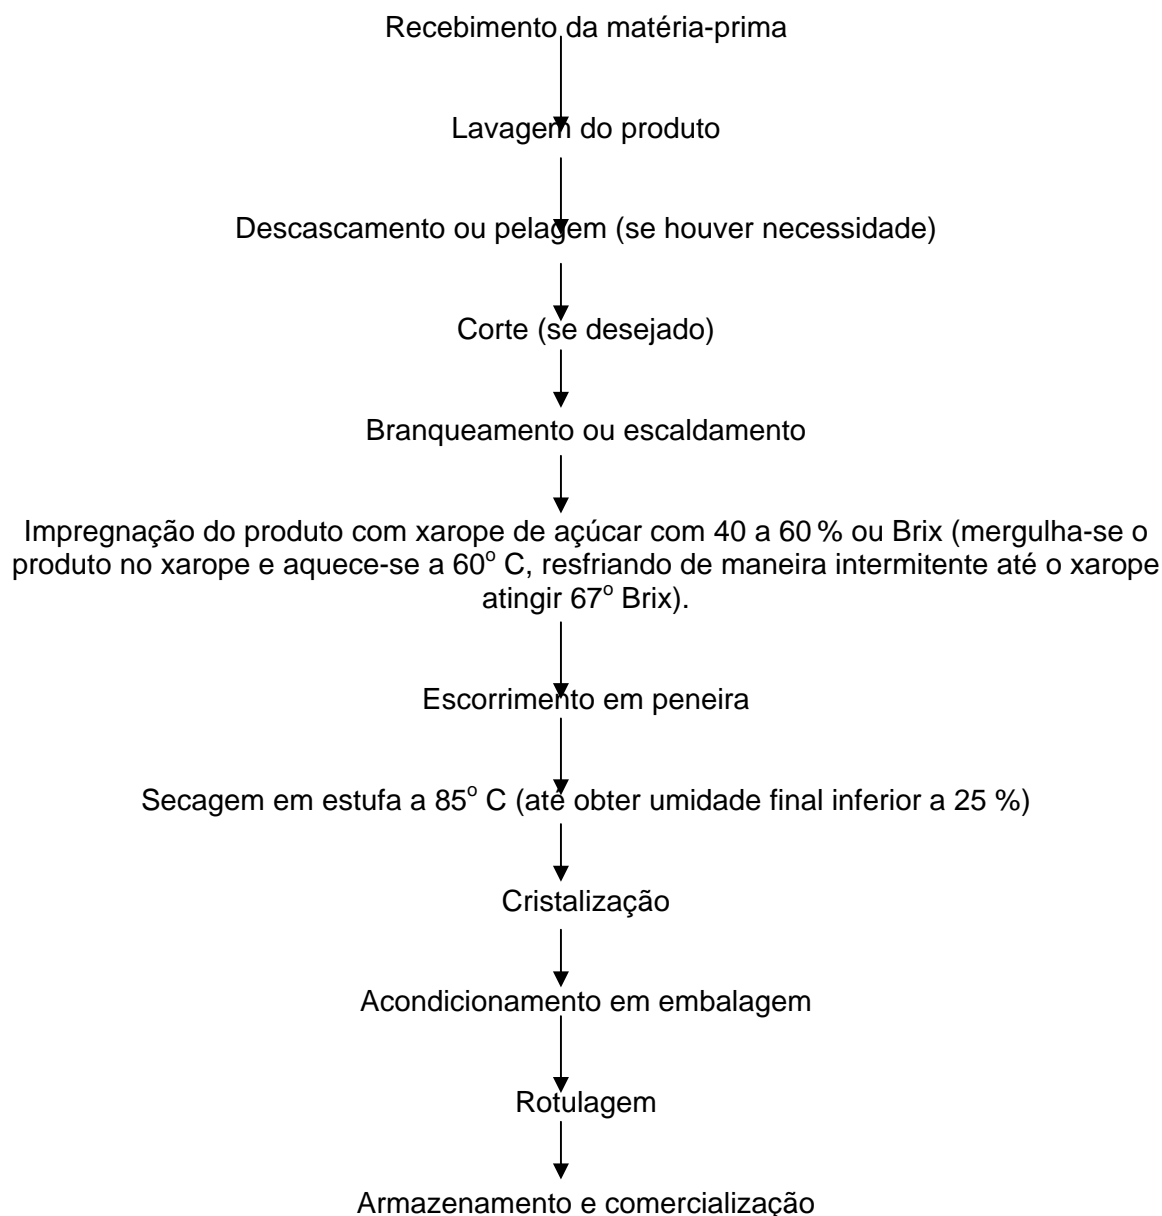 Recebimento da matéria-prima
Lavagem do produto
Descascamento ou pelagem (se houver necessidade)
Corte (se desejado)
Branqueamento ou escaldamento
Impregnação do produto com xarope de açúcar com 40 a 60 % ou Brix (mergulha-se o
produto no xarope e aquece-se a 60º C, resfriando de maneira intermitente até o xarope
atingir 67º Brix).
Escorrimento em peneira
Secagem em estufa a 85º C (até obter umidade final inferior a 25 %)
Cristalização
Acondicionamento em embalagem
Rotulagem
Armazenamento e comercialização